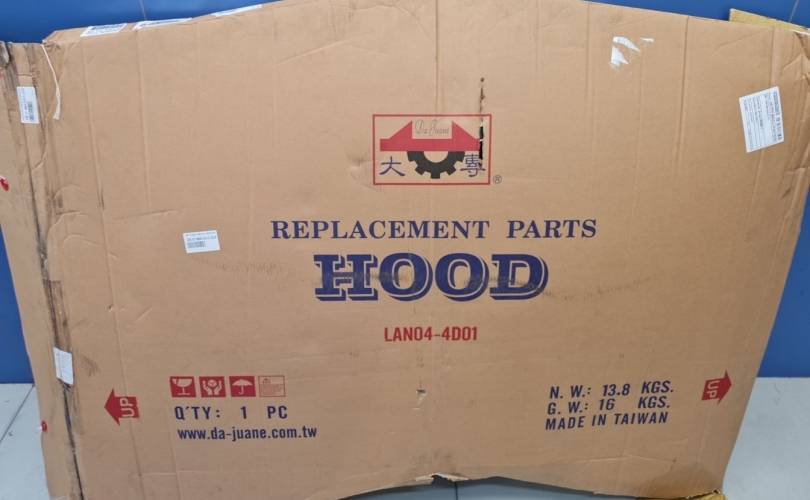 Da Juane
大 專
®
REPLACEMENT PARTS
HOOD
LAN04-4D01
UP
Q'TY: 1 PC
www.da-juane.com.tw
N. W.: 13.8 KGS.
G. W.: 16 KGS.
MADE IN TAIWAN
UP